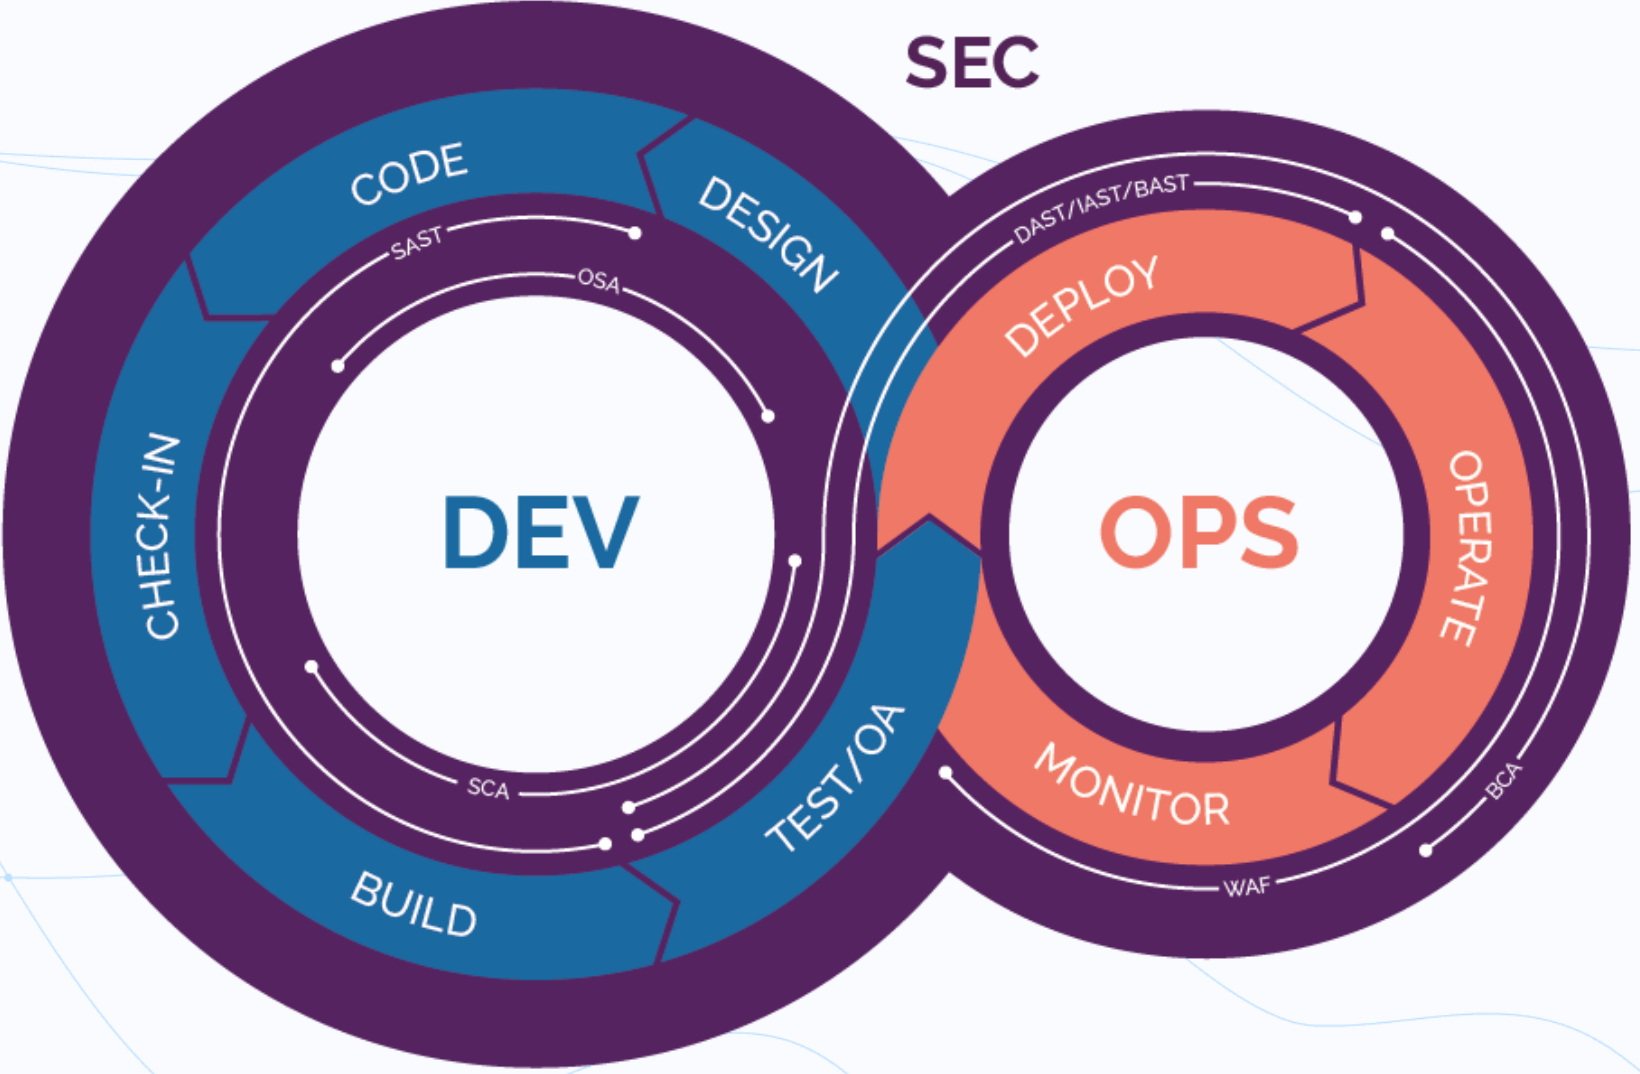 SEC
DESIGN
CODE
CHECK-IN
BUILD
TEST/OA
SAST
OSA
SCA
DEV
DAST/IAST/BAST
DEPLOY
OPERATE
MONITOR
OPS
BCA
WAF